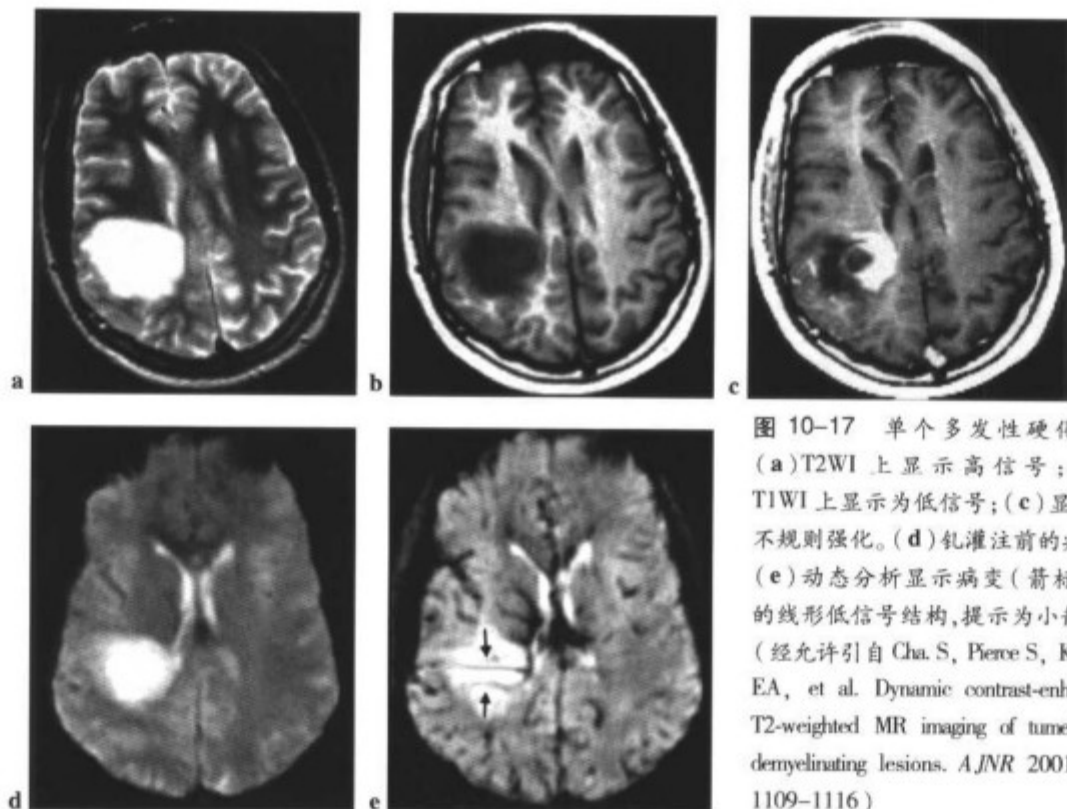 a
b
c
d
e
图 10-17 单个多发性硬化
(a)T2WI 上显示高信号;
T1WI 上显示为低信号;(c)显
不规则强化。(d)钆灌注前的
(e)动态分析显示病变(箭标
的线形低信号结构,提示为小
(经允许引自 Cha. S, Pierce S, K
EA, et al. Dynamic contrast-enh
T2-weighted MR imaging of tume
demyelinating lesions. AJNR 2001
1109-1116)